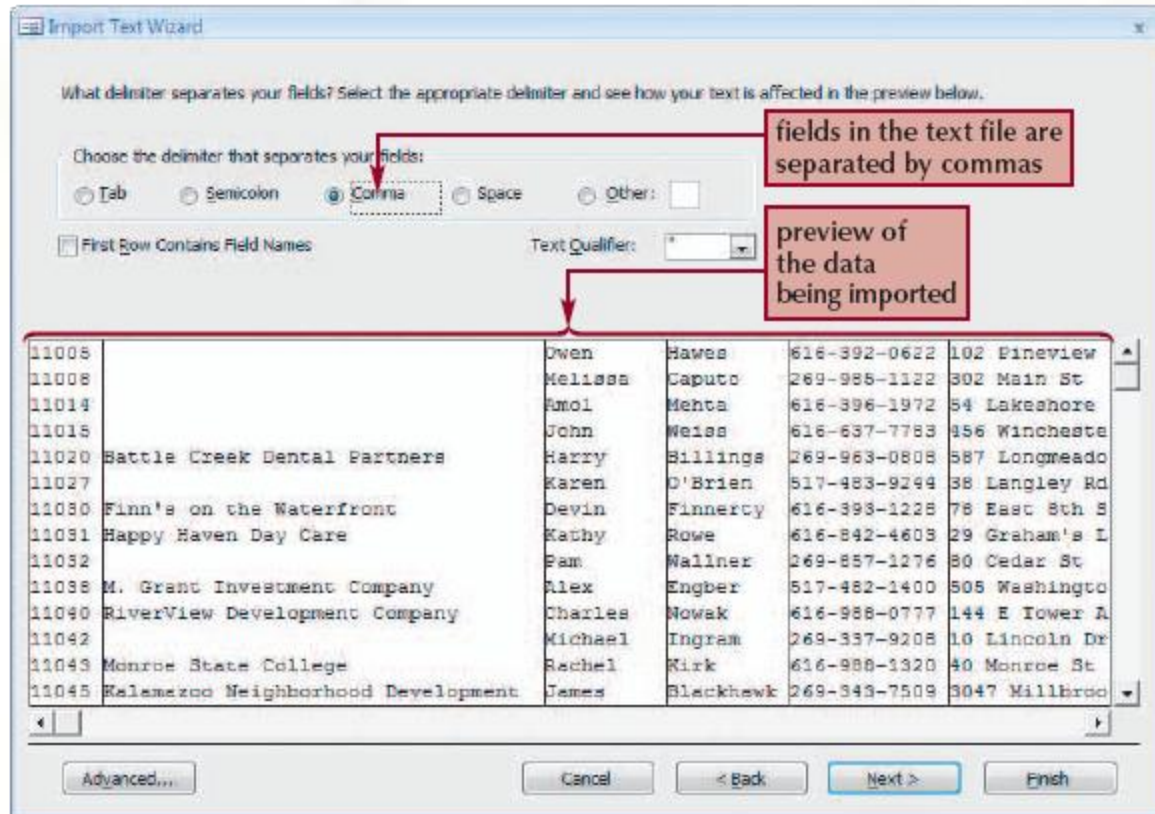 Import Text Wizard
What delimiter separates your fields? Select the appropriate delimiter and see how your text is affected in the preview below.
fields in the text file are
separated by commas
Choose the delimiter that separates your fields:
Tab Semicolon Comma Space Other:
First Row Contains Field Names Text Qualifier: "
preview of
the data
being imported
11005 Owen Hawes 616-392-0622 102 Pineview
11008 Melissa Caputo 269-985-1122 302 Main St
11014 Amol Mehta 616-396-1972 54 Lakeshore
11015 John Weiss 616-637-7783 456 Wincheste
11020 Battle Creek Dental Partners Harry Billings 269-963-0808 587 Longmeado
11027 Karen O'Brien 517-483-9244 38 Langley Rd
11030 Finn's on the Waterfront Devin Finnerty 616-393-1228 78 East 8th S
11031 Happy Haven Day Care Kathy Rowe 616-842-4603 29 Graham's L
11032 Pam Wallner 269-857-1276 80 Cedar St
11038 M. Grant Investment Company Alex Engber 517-482-1400 505 Washingto
11040 RiverView Development Company Charles Nowak 616-988-0777 144 E Tower A
11042 Michael Ingram 269-337-9208 10 Lincoln Dr
11043 Monroe State College Rachel Kirk 616-988-1320 40 Monroe St
11045 Kalamazoo Neighborhood Development James Blackhawk 269-343-7509 3047 Millbroo
Advanced... Cancel < Back Next > Finish